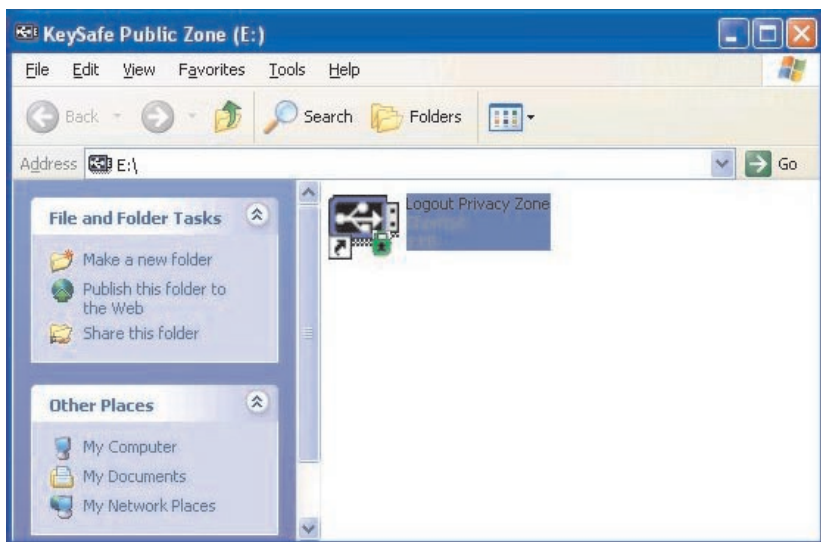 KeySafe Public Zone (E:)
File Edit View Favorites Tools Help
Back Search Folders
Address E:\ Go
File and Folder Tasks
Make a new folder
Publish this folder to
the Web
Share this folder
Other Places
My Computer
My Documents
My Network Places
Logout Privacy Zone